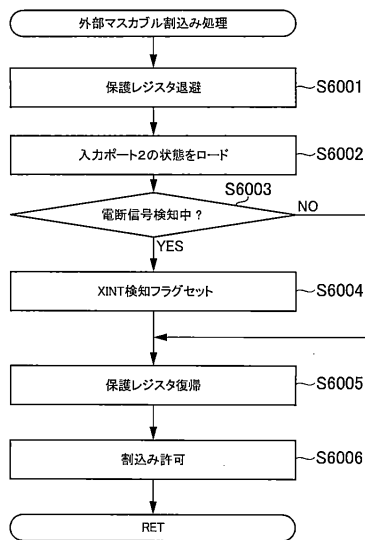 外部マスカブル割込み処理
保護レジスタ退避
S6001
入力ポート2の状態をロード
S6002
S6003
電断信号検知中?
NO
YES
XINT検知フラグセット
S6004
保護レジスタ復帰
S6005
割込み許可
S6006
RET